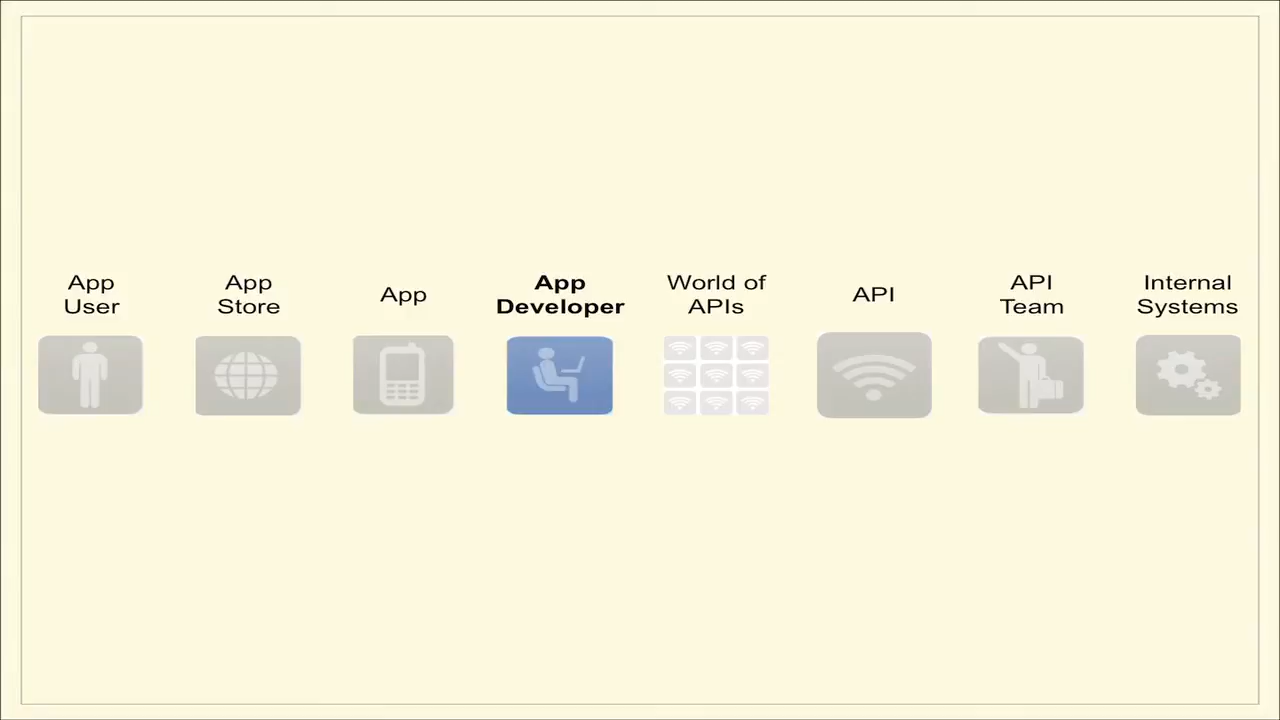 App
User
App
Store
App
App
Developer
World of
APIs
API
API
Team
Internal
Systems